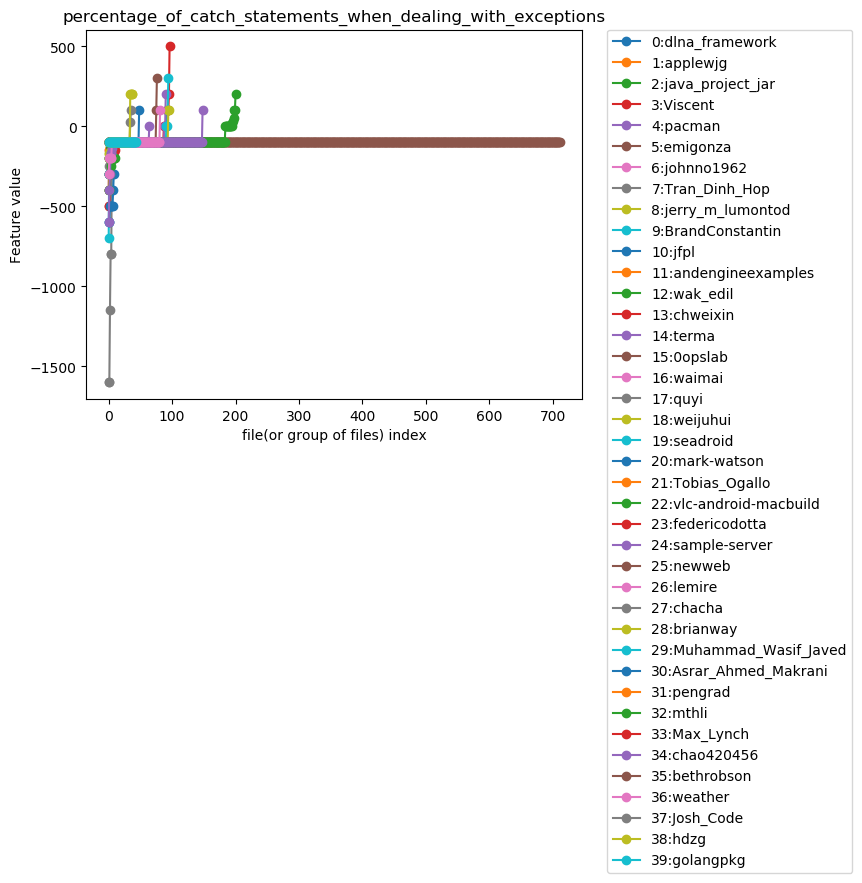 percentage_of_catch_statements_when_dealing_with_exceptions
Feature value
500
0
−500
−1000
−1500
0 100 200 300 400 500 600 700
file(or group of files) index
0:dlna_framework
1:applewjg
2:java_project_jar
3:Viscent
4:pacman
5:emigonza
6:johnno1962
7:Tran_Dinh_Hop
8:jerry_m_lumontod
9:BrandConstantin
10:jfpl
11:andengineexamples
12:wak_edil
13:chweixin
14:terma
15:0opslab
16:waimai
17:quyi
18:weijuhui
19:seadroid
20:mark-watson
21:Tobias_Ogallo
22:vlc-android-macbuild
23:federicodotta
24:sample-server
25:newweb
26:lemire
27:chacha
28:brianway
29:Muhammad_Wasif_Javed
30:Asrar_Ahmed_Makrani
31:pengrad
32:mthli
33:Max_Lynch
34:chao420456
35:bethrobson
36:weather
37:Josh_Code
38:hdzg
39:golangpkg